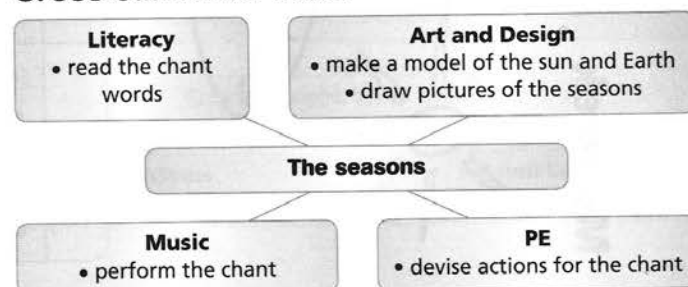 Literacy
• read the chant
words
Art and Design
• make a model of the sun and Earth
• draw pictures of the seasons
The seasons
Music
• perform the chant
PE
• devise actions for the chant